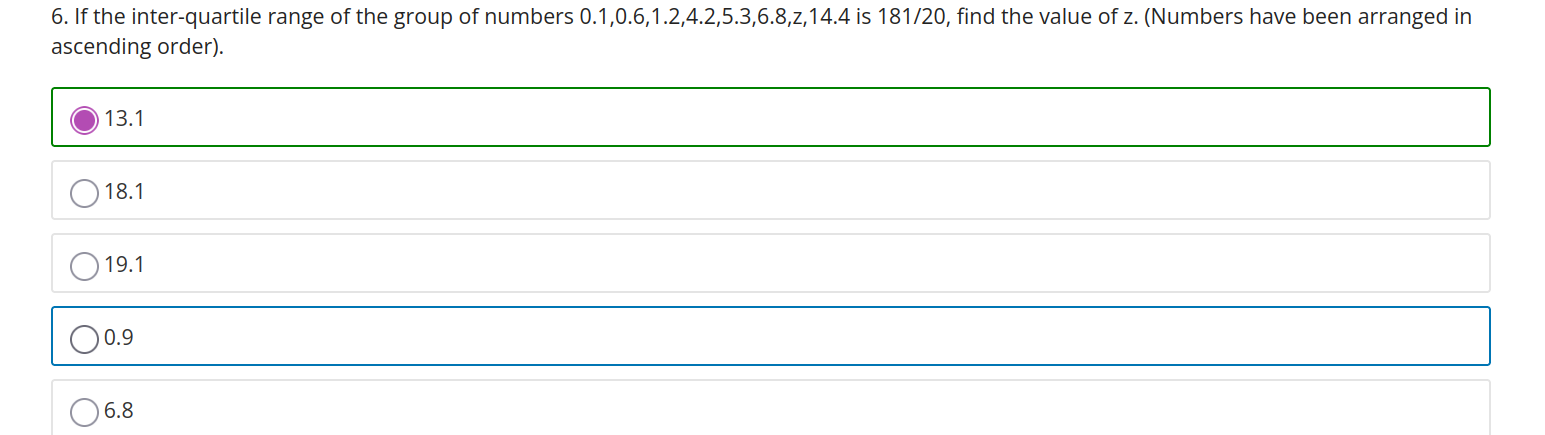 6. If the inter-quartile range of the group of numbers 0.1,0.6,1.2,4.2,5.3,6.8,z,14.4 is 181/20, find the value of z. (Numbers have been arranged in
ascending order).
13.1
18.1
19.1
0.9
6.8